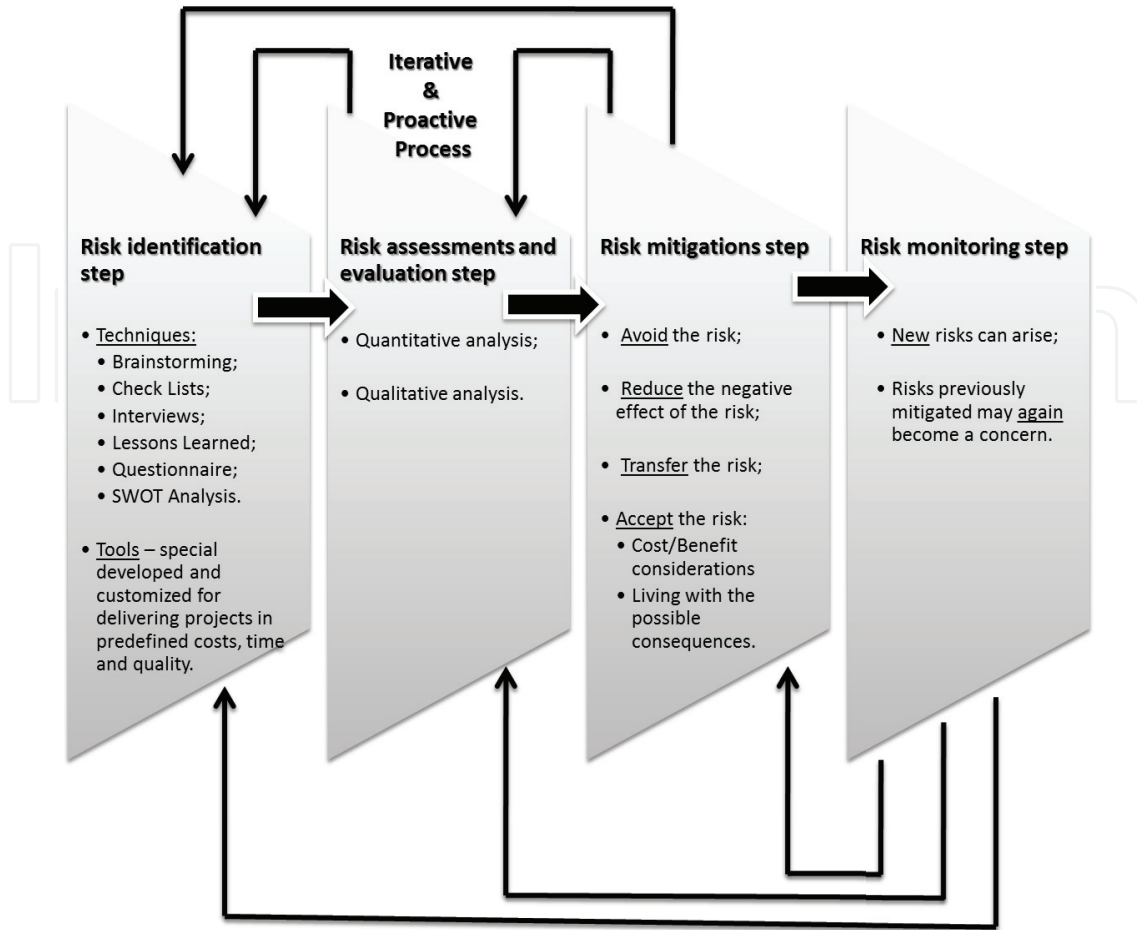 Iterative
&
Proactive
Process
Risk identification
step
• Techniques:
• Brainstorming;
• Check Lists;
• Interviews;
• Lessons Learned;
• Questionnaire;
• SWOT Analysis.
• Tools – special
developed and
customized for
delivering projects in
predefined costs, time
and quality.
Risk assessments and
evaluation step
• Quantitative analysis;
• Qualitative analysis.
Risk mitigations step
• Avoid the risk;
• Reduce the negative
effect of the risk;
• Transfer the risk;
• Accept the risk:
• Cost/Benefit
considerations
• Living with the
possible
consequences.
Risk monitoring step
• New risks can arise;
• Risks previously
mitigated may again
become a concern.